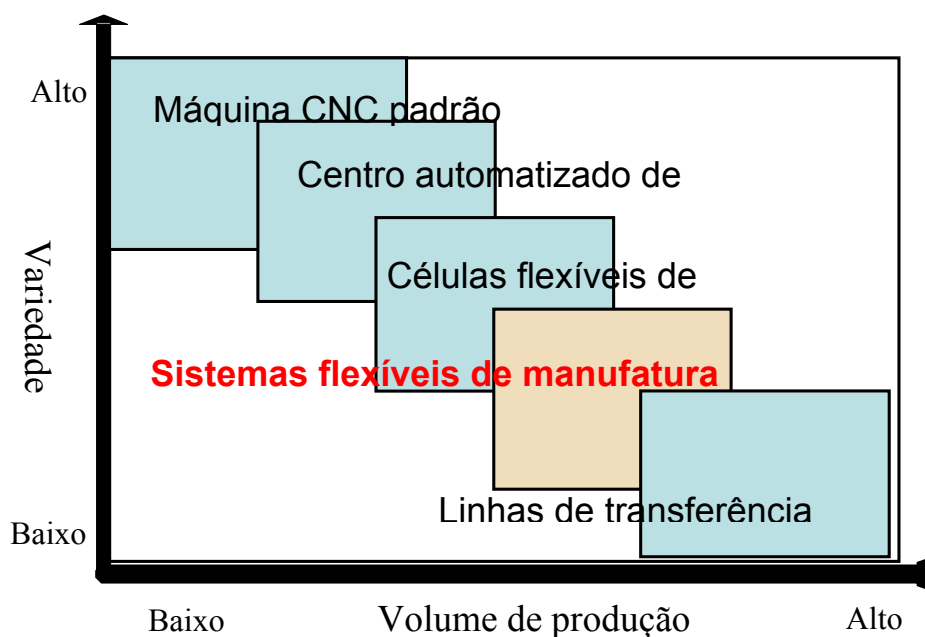 Alto
Máquina CNC padrão
Centro automatizado de
Células flexíveis de
Variedade
Sistemas flexíveis de manufatura
Linhas de transferência
Baixo
Baixo
Volume de produção
Alto